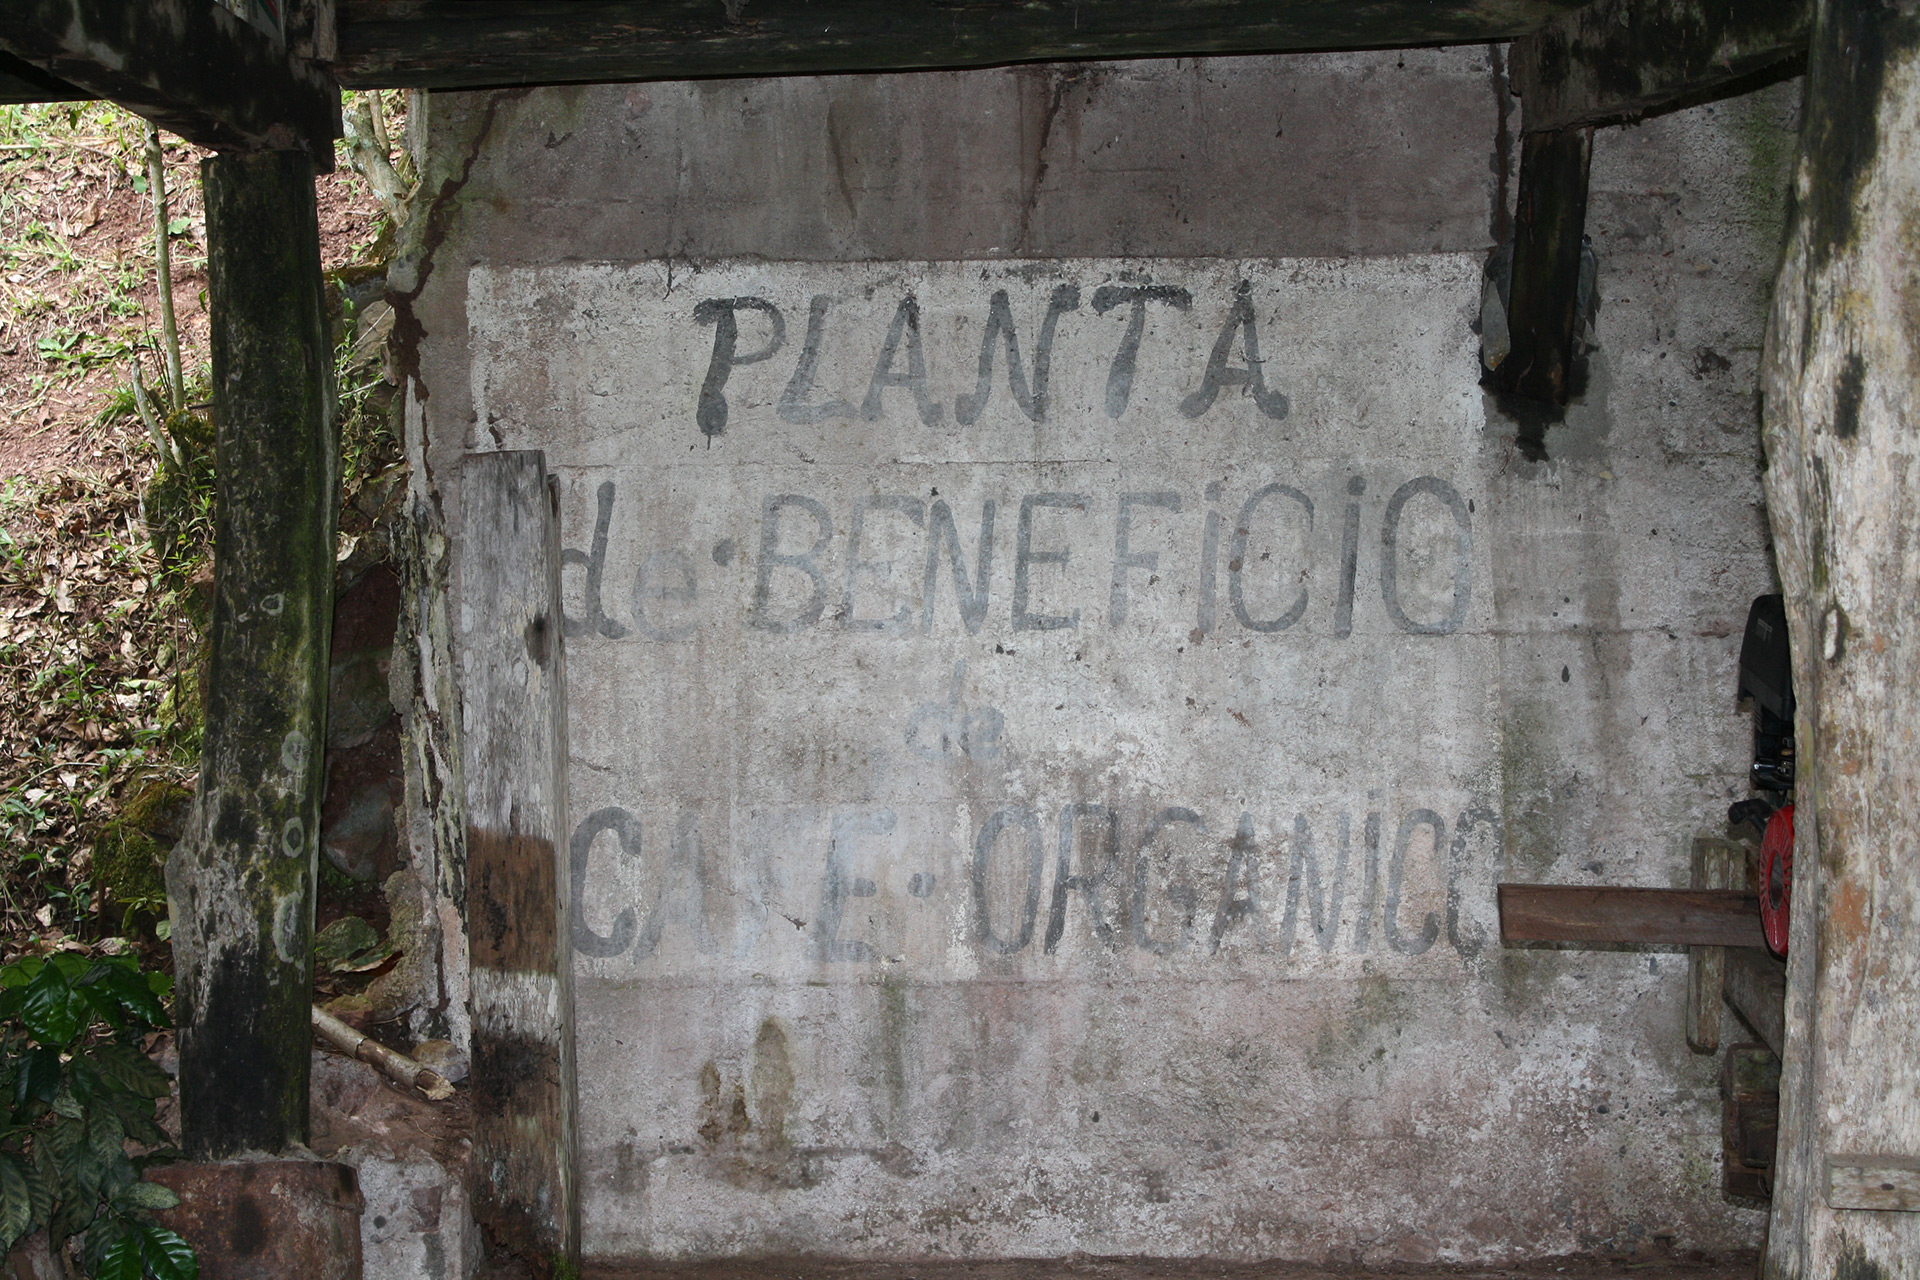 PLANTA
de·BENEFiCiO
de
CAFE·ORGANiCO